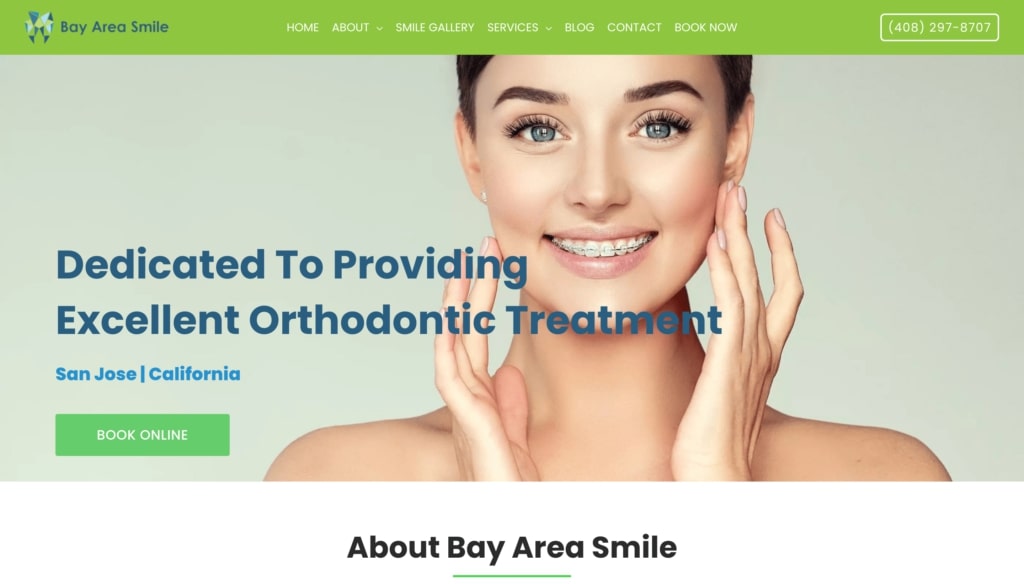 Bay Area Smile
HOME ABOUT SMILE GALLERY SERVICES BLOG CONTACT BOOK NOW
(408) 297-8707
Dedicated To Providing
Excellent Orthodontic Treatment
San Jose | California
BOOK ONLINE
About Bay Area Smile